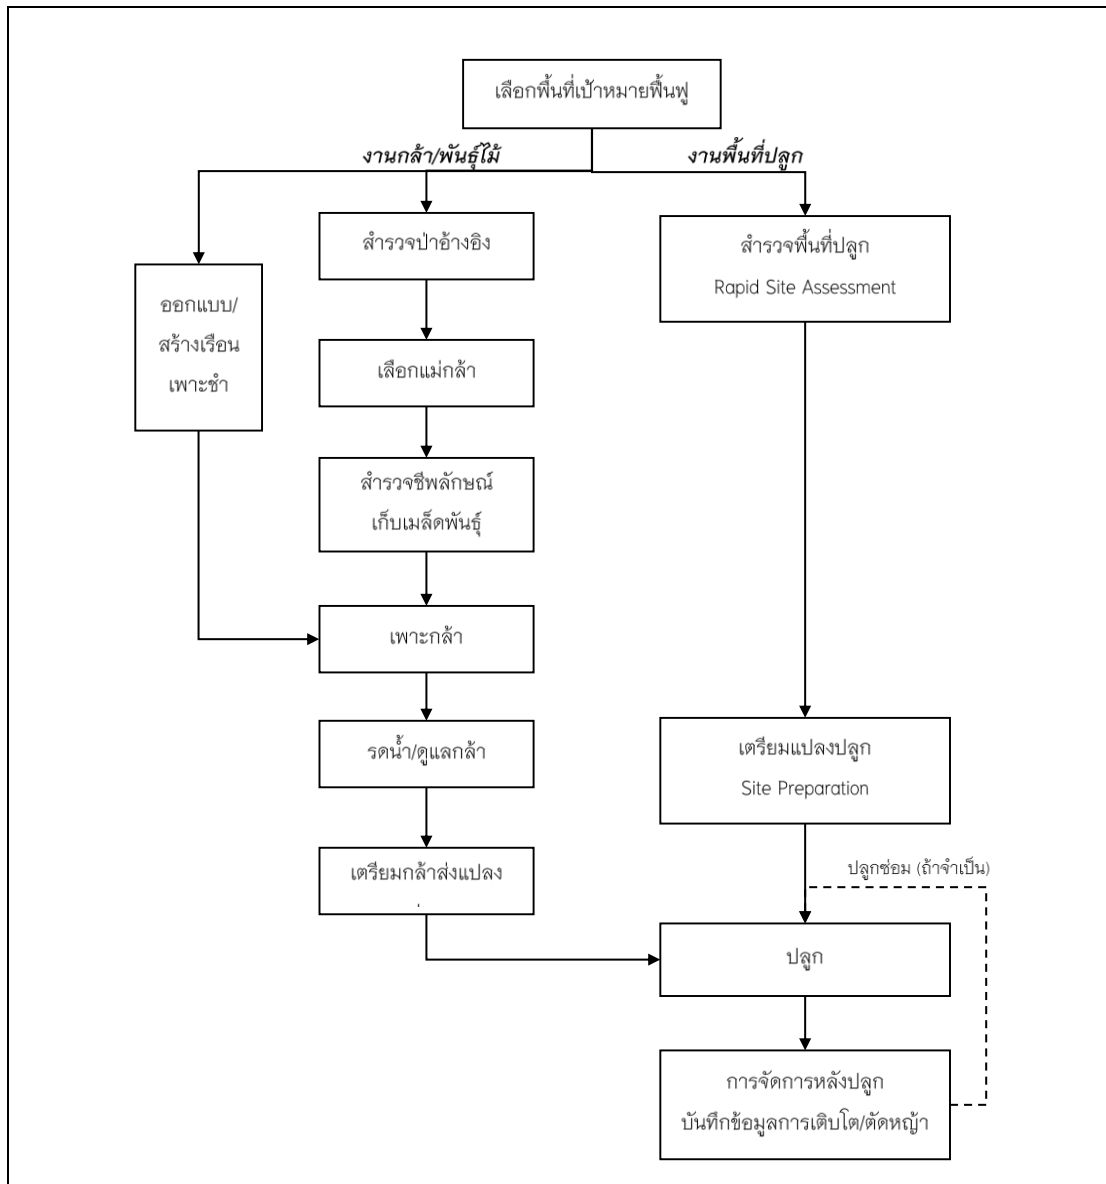 เลือกพื้นที่เป้าหมายฟื้นฟู
งานกล้า/พันธุ์ไม้
งานพื้นที่ปลูก
สำรวจป่าอ้างอิง
สำรวจพื้นที่ปลูก
Rapid Site Assessment
ออกแบบ/
สร้างเรือน
เพาะชำ
เลือกแม่กล้า
สำรวจชีพลักษณ์
เก็บเมล็ดพันธุ์
เพาะกล้า
รดน้ำ/ดูแลกล้า
เตรียมแปลงปลูก
Site Preparation
เตรียมกล้าส่งแปลง
ปลูกซ่อม (ถ้าจำเป็น)
ปลูก
การจัดการหลังปลูก
บันทึกข้อมูลการเติบโต/ตัดหญ้า